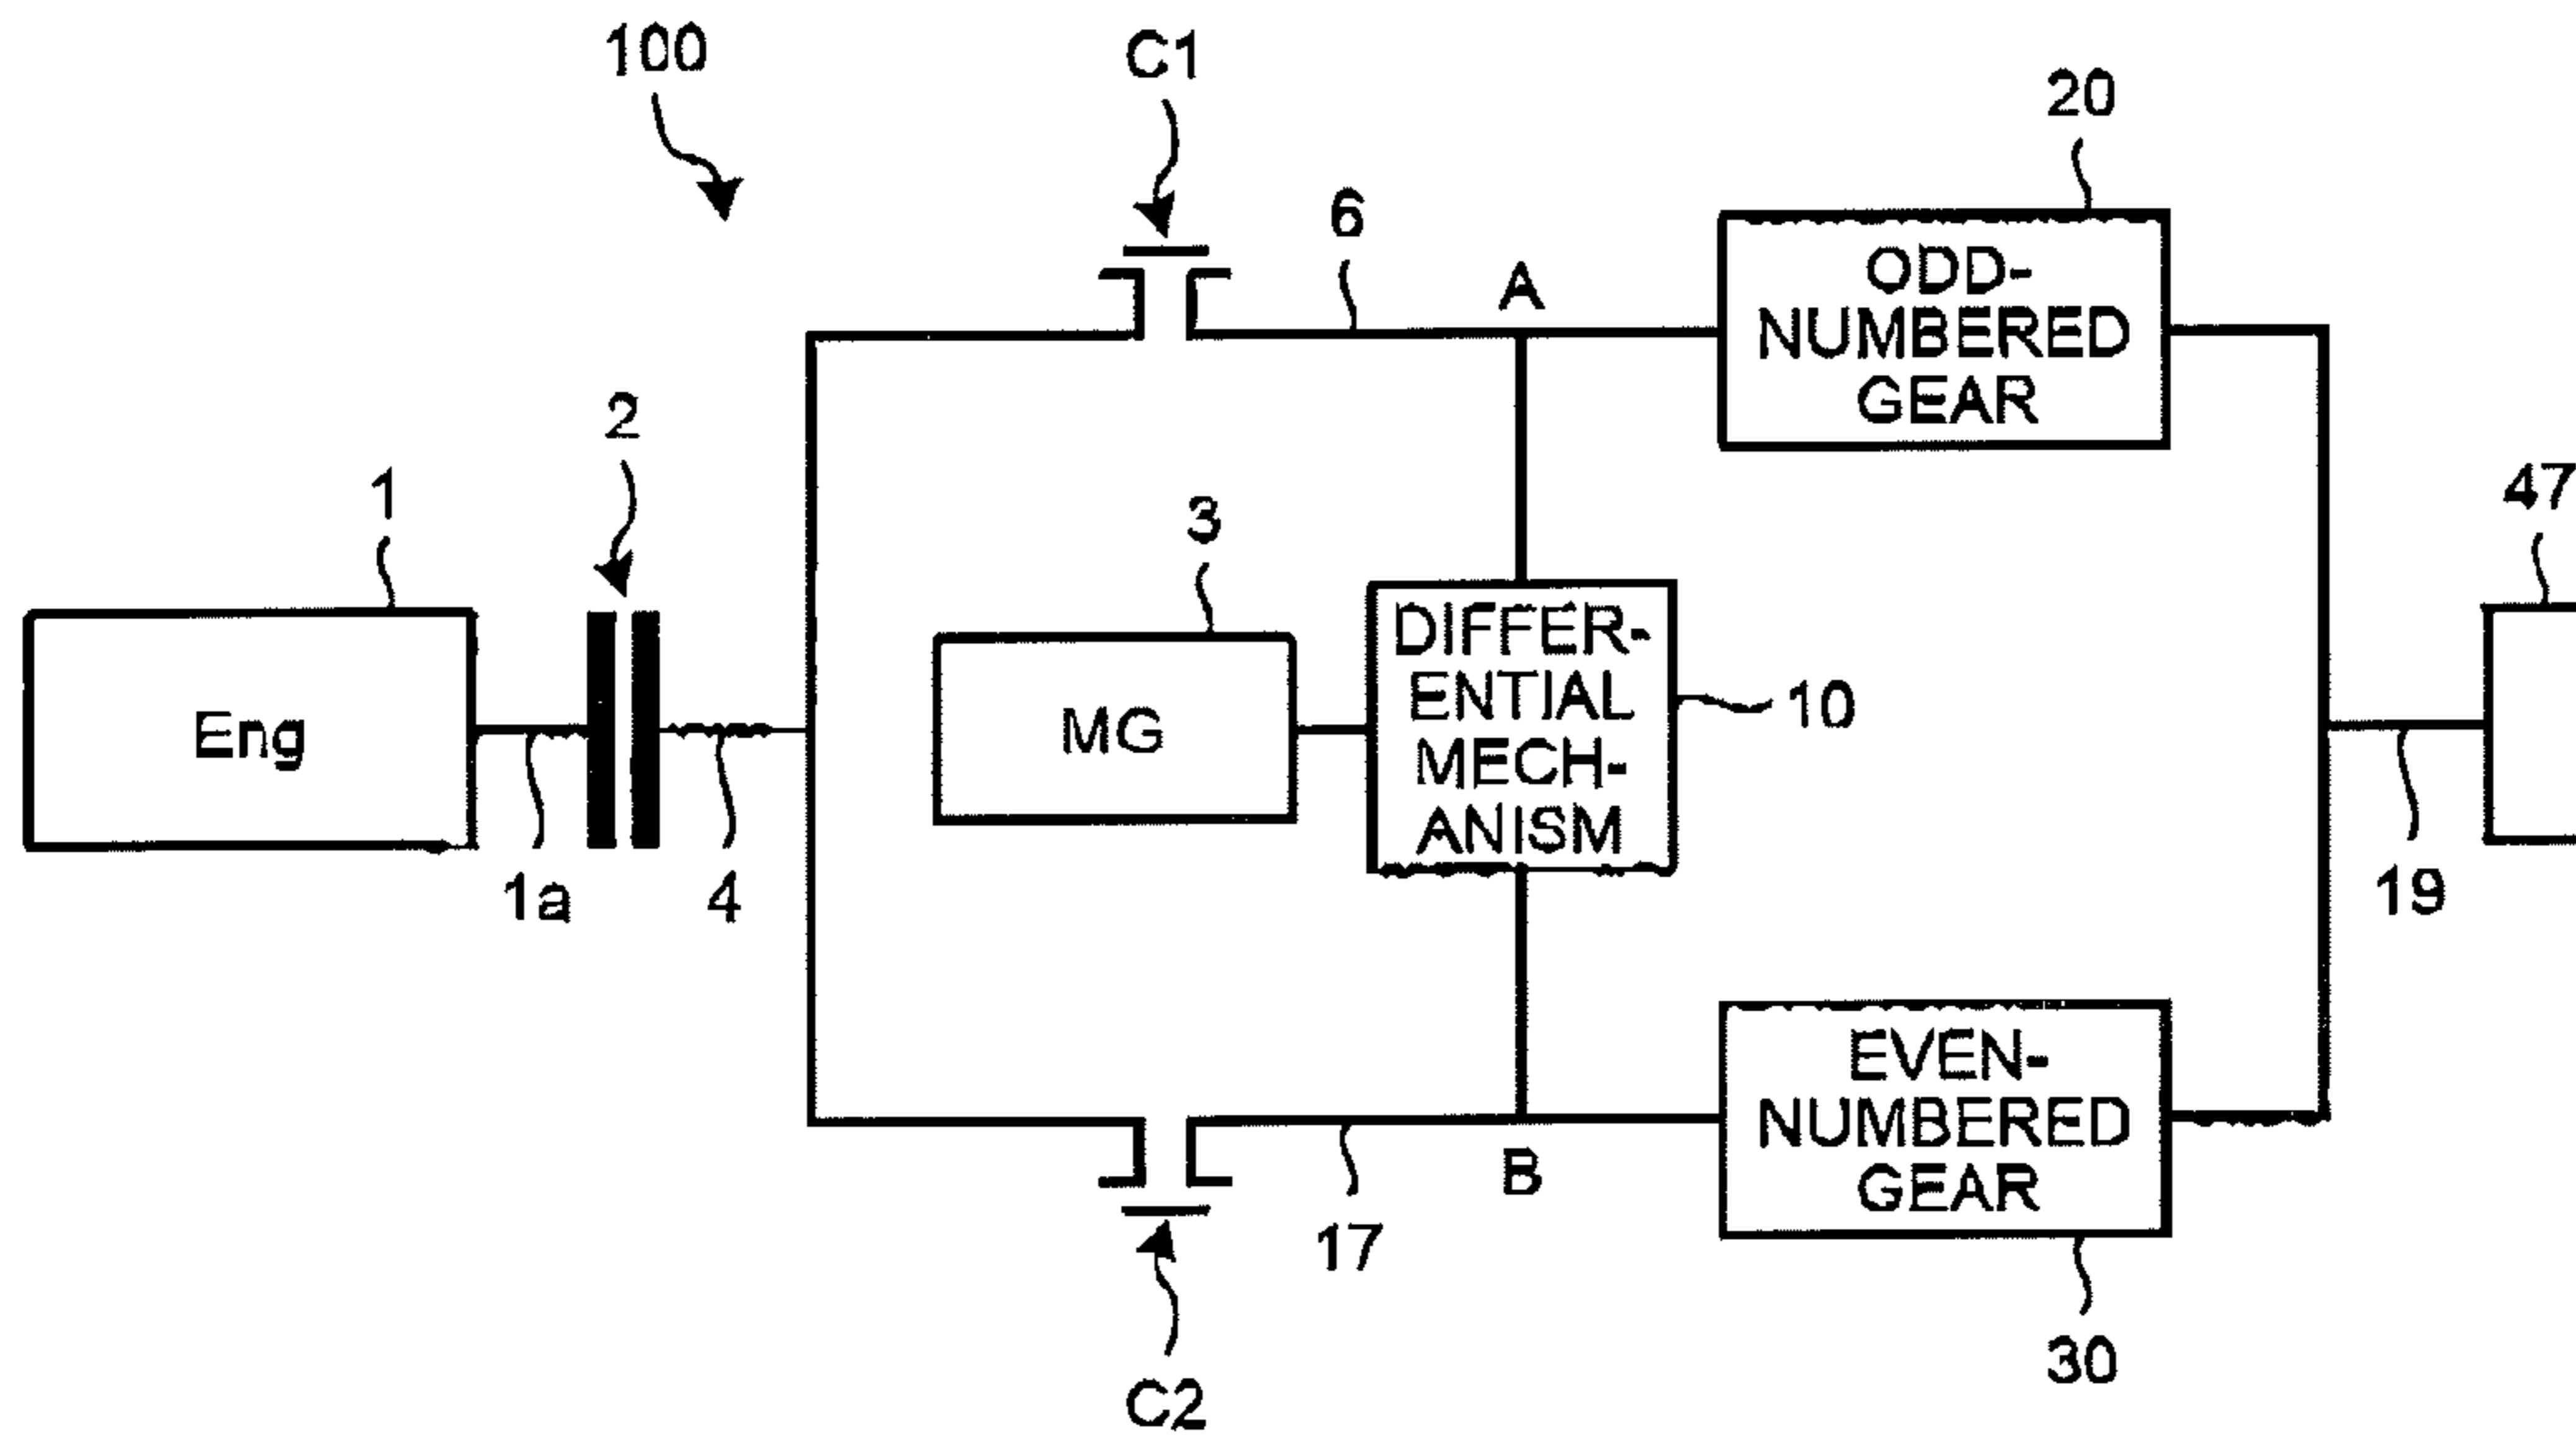 100
C1
20
6
A
ODD-
NUMBERED
GEAR
2
47
1
3
Eng
MG
DIFFER-
ENTIAL
MECH-
ANISM
10
1a
4
19
EVEN-
NUMBERED
GEAR
B
17
30
C2